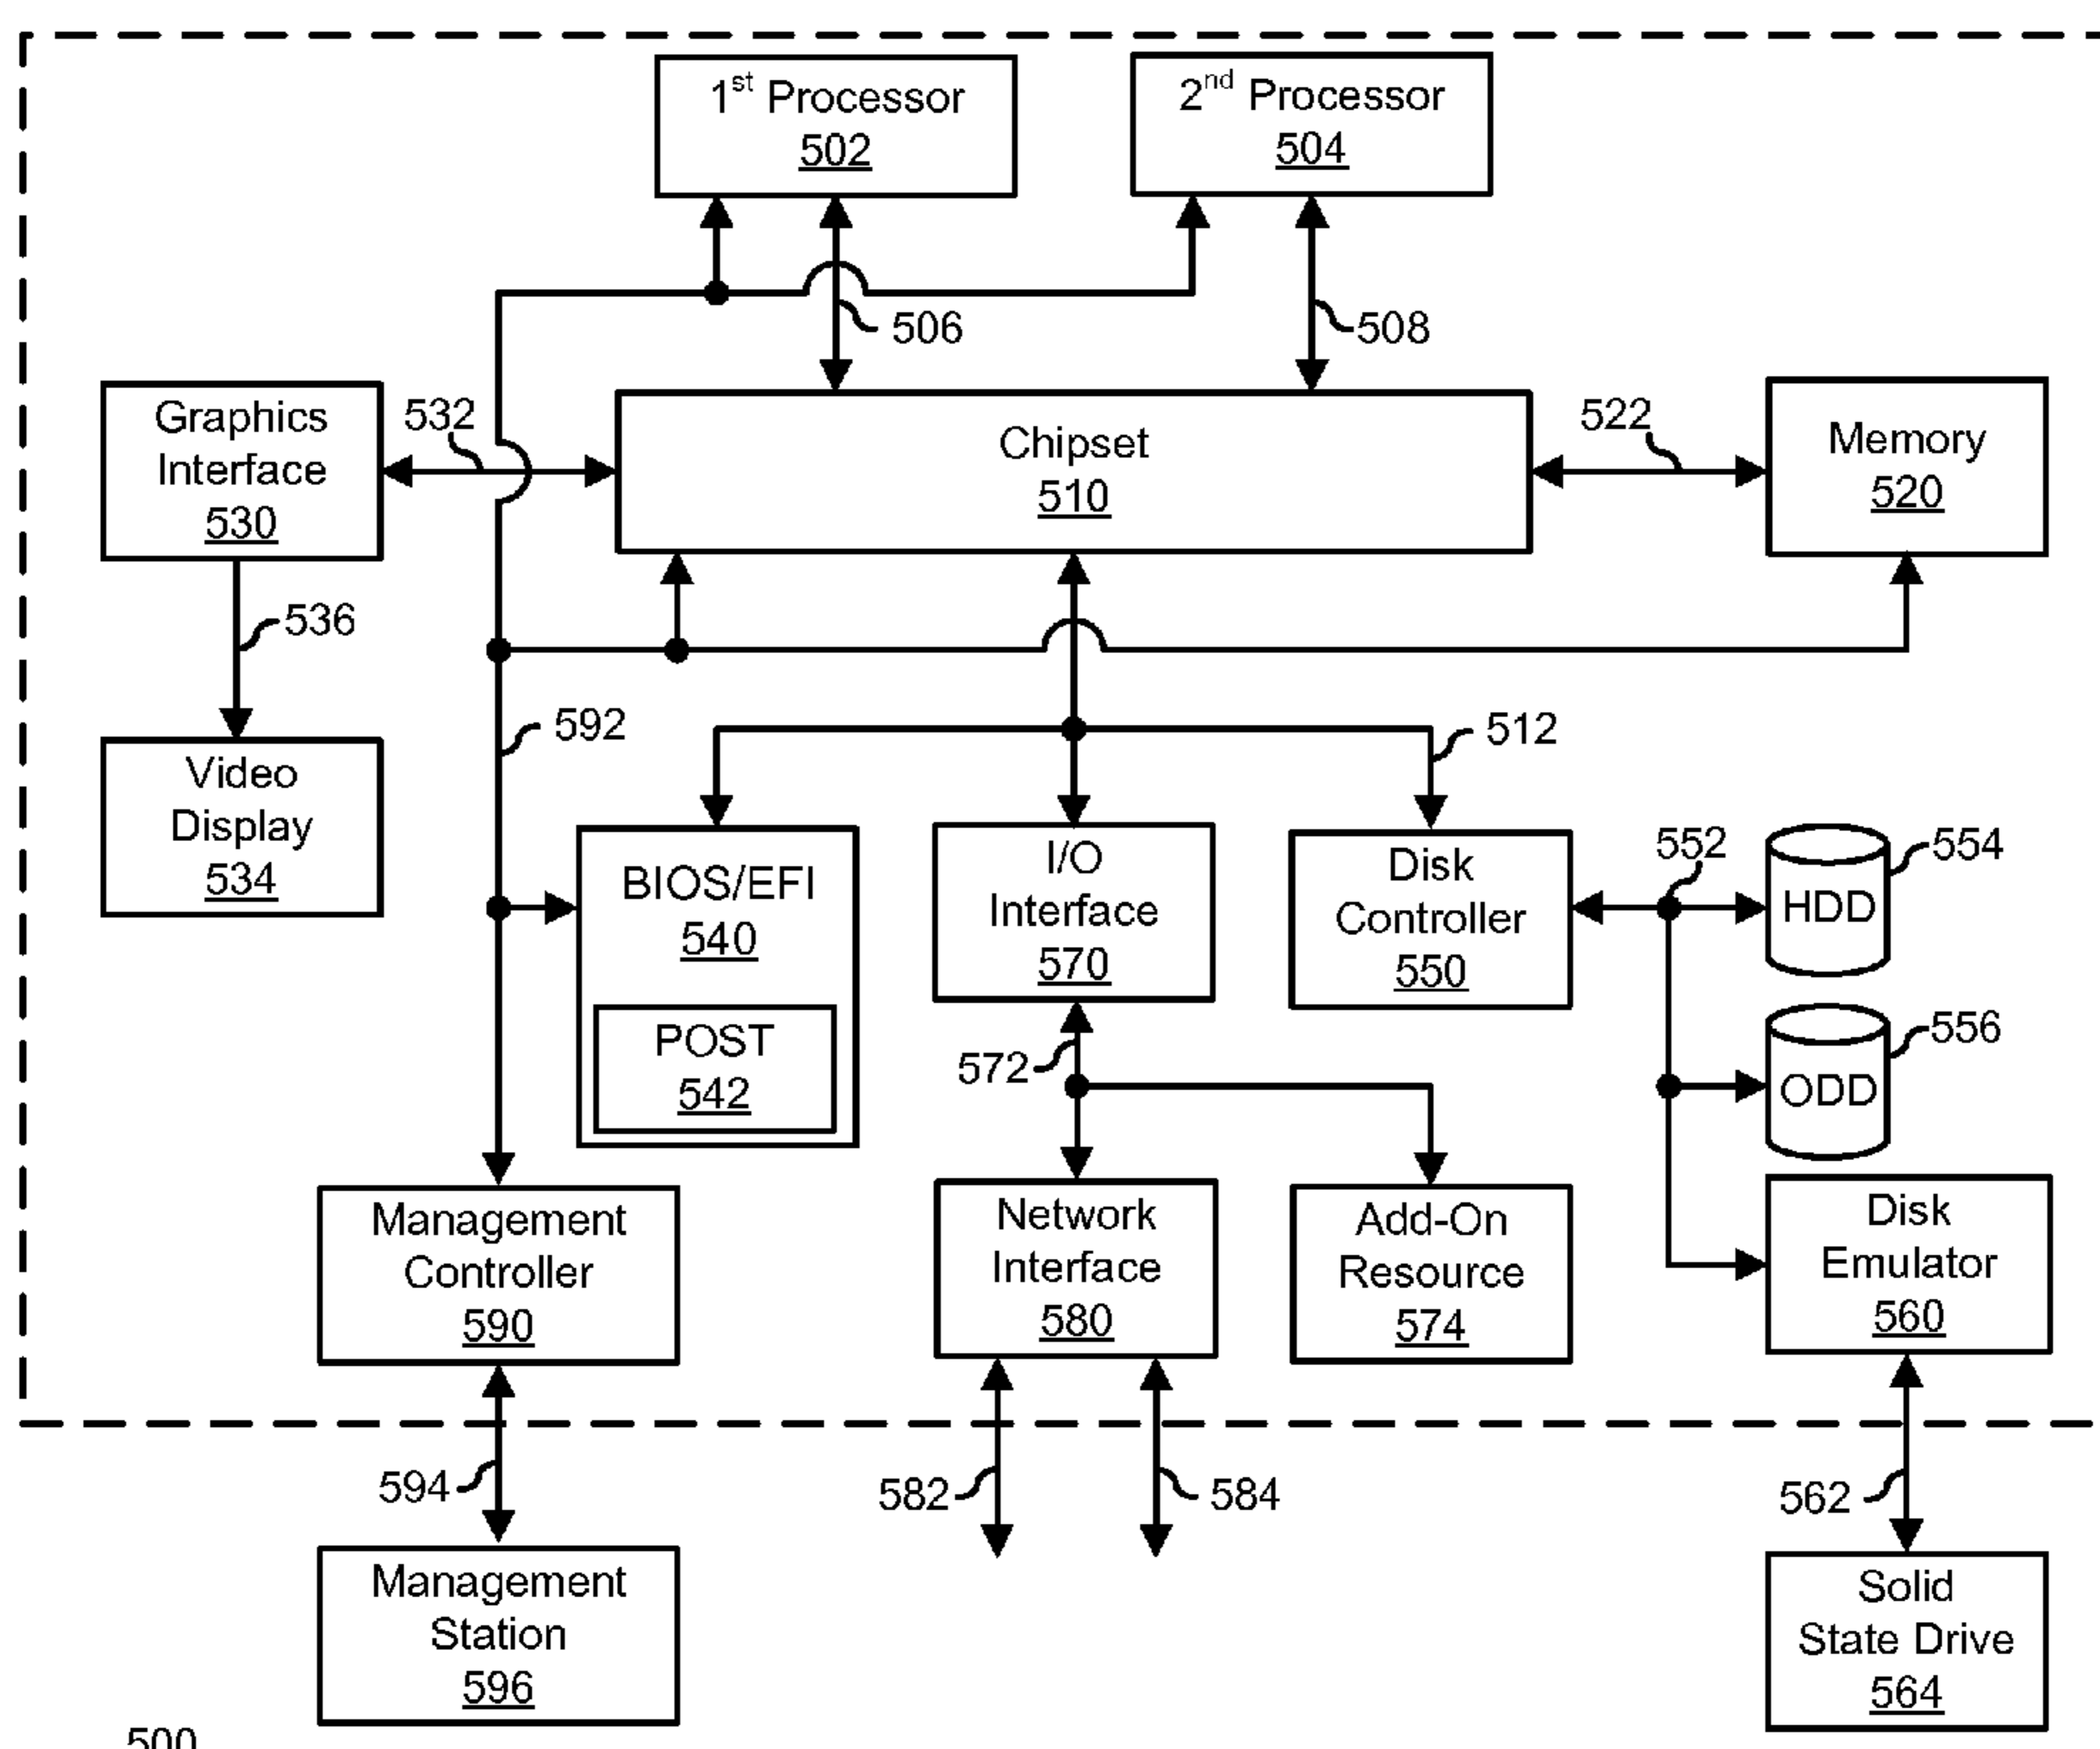 1st Processor
502
2nd Processor
504
506
508
Graphics
Interface
530
532
Chipset
510
522
Memory
520
536
592
512
Video
Display
534
BIOS/EFI
540
POST
542
I/O
Interface
570
Disk
Controller
550
552
HDD
554
ODD
556
572
Management
Controller
590
Network
Interface
580
Add-On
Resource
574
Disk
Emulator
560
594
582
584
562
Management
Station
596
Solid
State Drive
564
500